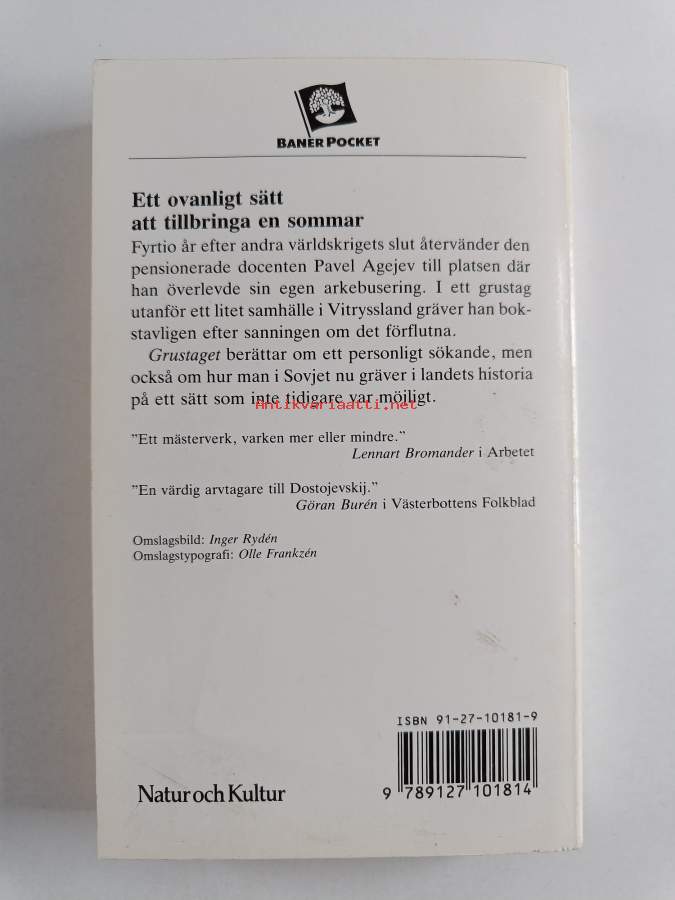 BANER POCKET
Ett ovanligt sätt
att tillbringa en sommar
Fyrtio år efter andra världskrigets slut återvänder den
pensionerade docenten Pavel Agejev till platsen där
han överlevde sin egen arkebusering. I ett grustag
utanför ett litet samhälle i Vitryssland gräver han bok-
stavligen efter sanningen om det förflutna.
Grustaget berättar om ett personligt sökande, men
också om hur man i Sovjet nu gräver i landets historia
på ett sätt som inte tidigare var möjligt.
Antikvariaatti.net
”Ett mästerverk, varken mer eller mindre.”
Lennart Bromander i Arbetet
”En värdig arvtagare till Dostojevskij.”
Göran Burén i Västerbottens Folkblad
Omslagsbild: Inger Rydén
Omslagstypografi: Olle Frankzén
ISBN 91-27-10181-9
9 789127 101814
Natur och Kultur